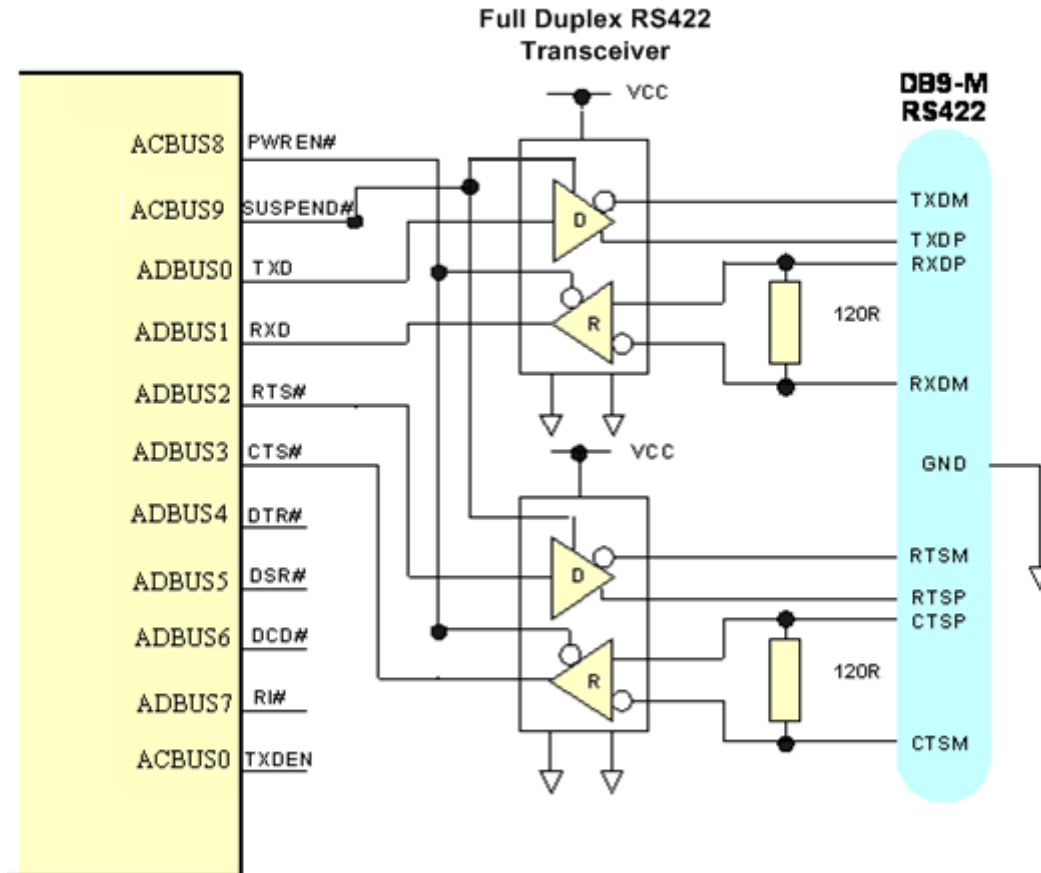 Full Duplex RS422
Transceiver
VCC
DB9-M
RS422
ACBUS8 PWREN#
ACBUS9 SUSPEND#
ADBUS0 TXD
ADBUS1 RXD
ADBUS2 RTS#
ADBUS3 CTS#
ADBUS4 DTR#
ADBUS5 DSR#
ADBUS6 DCD#
ADBUS7 RI#
ACBUS0 TXDEN
D
R
TXDM
TXDP
RXDP
120R
RXDM
VCC
GND
D
R
RTSM
RTSP
CTSP
120R
CTSM